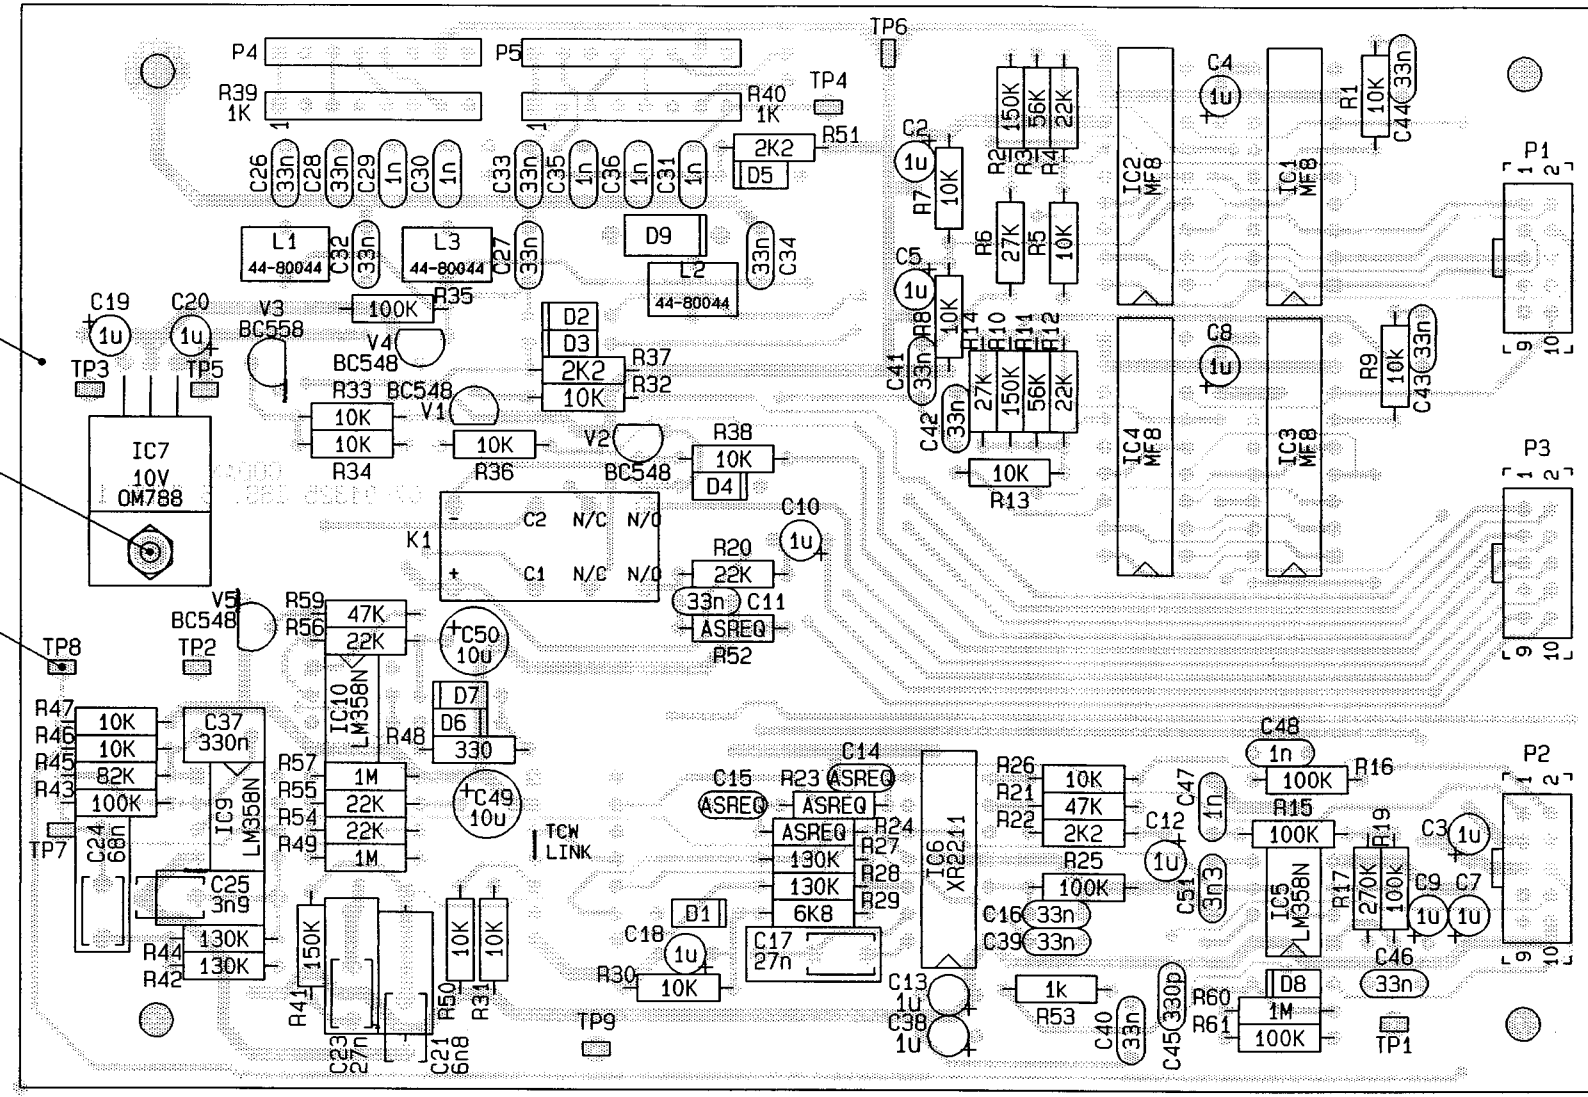 P4
P5
TP6
R39
1K
1
1
R40
1K
TP4
R51
2K2
D5
C26
33n
C28
33n
C29
1n
C30
1n
C33
33n
C35
1n
C36
1n
C31
1n
L1
44-80044
C32
33n
L3
44-80044
C27
33n
D9
L2
44-80044
C34
33n
C2
1u
R7
10K
C5
1u
R8
10K
R2
150K
R3
56K
R4
22K
R6
27K
R5
10K
IC2
MF8
C4
1u
IC1
MF8
R1
10K
C44
33n
P1
1
2
9
10
C19
1u
C20
1u
V3
BC558
100K
R35
V4
BC548
TP3
TP5
D2
D3
2K2
R37
10K
R32
BC548
V1
R33
10K
10K
R34
10K
R36
V2
BC548
R38
10K
D4
C41
33n
C42
33n
R14
27K
R10
150K
R11
56K
R12
22K
10K
R13
IC4
MF8
C8
1u
IC3
MF8
R9
10K
C43
33n
P3
1
2
9
10
IC7
10V
OM788
K1
-
C2
N/C
N/O
+
C1
N/C
N/O
C10
1u
R20
22K
33n
C11
ASREQ
R52
V5
BC548
R59
47K
R56
22K
C50
10u
TP8
TP2
IC10
LM358N
D7
D6
R48
330
R47
10K
R46
10K
R45
82K
R43
100K
C37
330n
IC9
LM358N
R57
1M
R55
22K
R54
22K
R49
1M
C49
10u
TCW
LINK
TP7
C24
68n
C25
3n9
R44
130K
R42
130K
R41
150K
C23
27n
C21
6n8
R50
10K
R31
10K
TP9
C14
ASREQ
C15
ASREQ
R23
ASREQ
R24
ASREQ
R27
130K
R28
130K
R29
6K8
D1
C18
1u
R30
10K
C17
27n
IC6
XR2211
C13
1u
C38
1u
R26
10K
R21
47K
R22
2K2
R25
100K
C16
33n
C39
33n
1k
R53
C40
33n
C45
330p
C12
1u
C47
1n
C51
3n3
C48
1n
100K
R16
R15
100K
IC5
LM358N
R17
270K
R19
100K
C3
1u
C9
1u
C7
1u
C46
33n
D8
R60
1M
R61
100K
TP1
P2
1
2
9
10